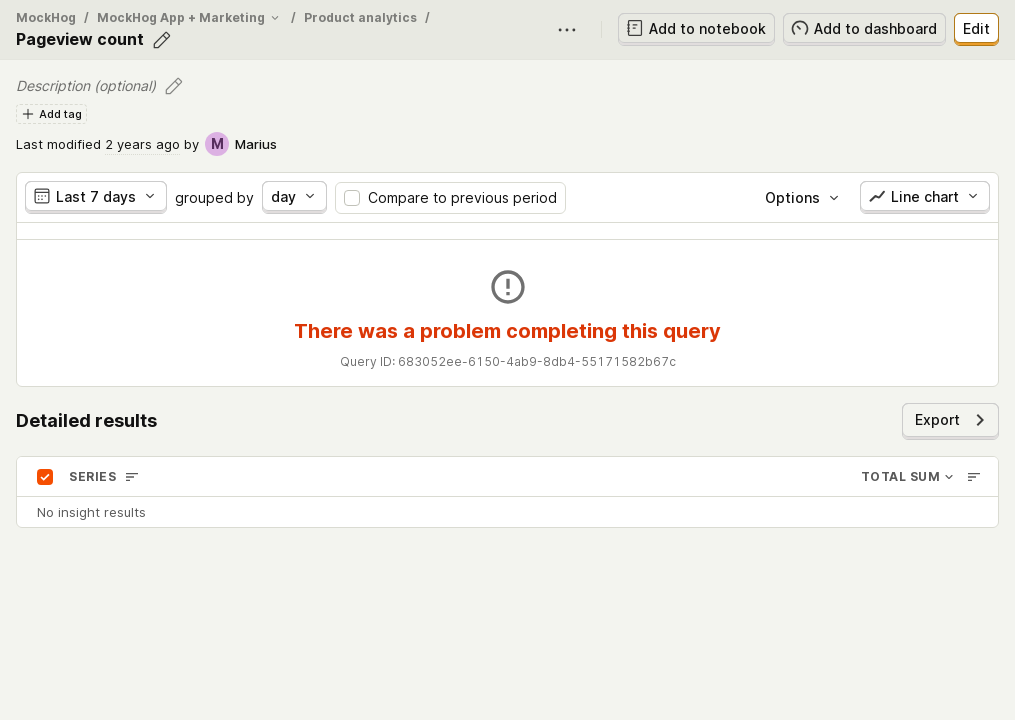 MockHog / MockHog App + Marketing / Product analytics /
Pageview count
Add to notebook
Add to dashboard
Edit
Description (optional)
Add tag
Last modified 2 years ago by M Marius
Last 7 days grouped by day Compare to previous period Options Line chart
There was a problem completing this query
Query ID: 683052ee-6150-4ab9-8db4-55171582b67c
Detailed results
Export
SERIES TOTAL SUM
No insight results